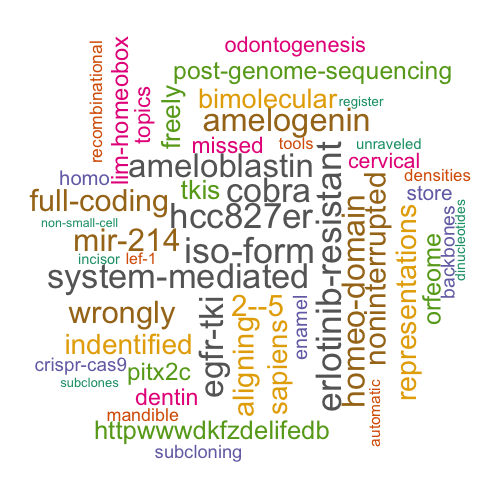 odontogenesis
post-genome-sequencing
recombinational
lim-homeobox
topics
freely
bimolecular
register
amelogenin
missed
tools
unraveled
cervical
ameloblastin
homo
tkis
cobra
densities
store
full-coding
hcc827er
erlotinib-resistant
homeo-domain
noninterrupted
representations
orfeome
backbones
dinucleotides
non-small-cell
mir-214
iso-form
incisor
lef-1
system-mediated
wrongly
egfr-tki
2--5
aligning
sapiens
enamel
indentified
crispr-cas9
pitx2c
subclones
dentin
mandible
automatic
httpwwwdkfzdelifedb
subcloning